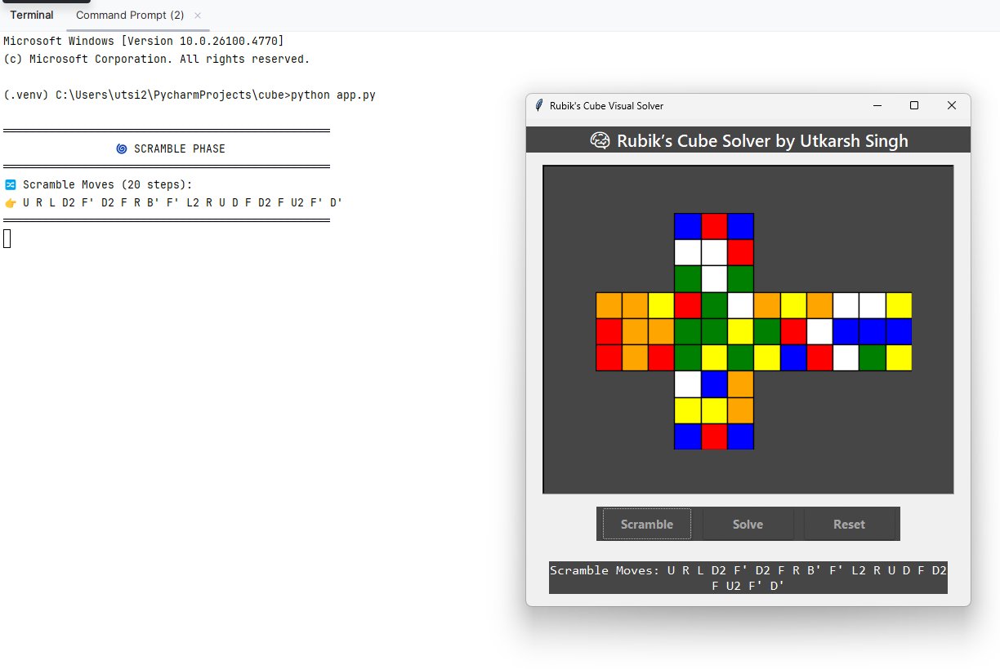 Terminal
Command Prompt (2) ×
Microsoft Windows [Version 10.0.26100.4770]
(c) Microsoft Corporation. All rights reserved.
(.venv) C:\Users\utsi2\PycharmProjects\cube>python app.py
🌀 SCRAMBLE PHASE
🔀 Scramble Moves (20 steps):
👉 U R L D2 F' D2 F R B' F' L2 R U D F D2 F U2 F' D'
Rubik's Cube Visual Solver
🧠 Rubik’s Cube Solver by Utkarsh Singh
Scramble Solve Reset
Scramble Moves: U R L D2 F' D2 F R B' F' L2 R U D F D2
F U2 F' D'